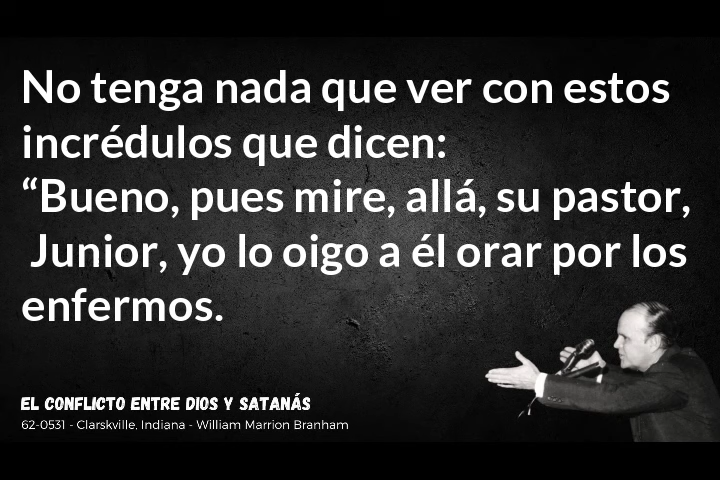 No tenga nada que ver con estos
incrédulos que dicen:
“Bueno, pues mire, allá, su pastor,
Junior, yo lo oigo a él orar por los
enfermos.
EL CONFLICTO ENTRE DIOS Y SATANÁS
62-0531 - Clarskville, Indiana - William Marrion Branham